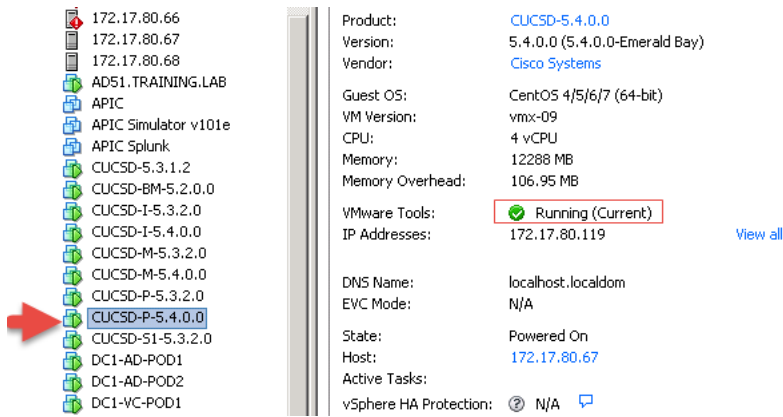 172.17.80.66
172.17.80.67
172.17.80.68
AD51.TRAINING.LAB
APIC
APIC Simulator v101e
APIC Splunk
CUCSD-5.3.1.2
CUCSD-BM-5.2.0.0
CUCSD-I-5.3.2.0
CUCSD-I-5.4.0.0
CUCSD-M-5.3.2.0
CUCSD-M-5.4.0.0
CUCSD-P-5.3.2.0
CUCSD-P-5.4.0.0
CUCSD-S1-5.3.2.0
DC1-AD-POD1
DC1-AD-POD2
DC1-VC-POD1
Product: CUCSD-5.4.0.0
Version: 5.4.0.0 (5.4.0.0-Emerald Bay)
Vendor: Cisco Systems
Guest OS: CentOS 4/5/6/7 (64-bit)
VM Version: vmx-09
CPU: 4 vCPU
Memory: 12288 MB
Memory Overhead: 106.95 MB
VMware Tools: Running (Current)
IP Addresses: 172.17.80.119 View all
DNS Name: localhost.localdom
EVC Mode: N/A
State: Powered On
Host: 172.17.80.67
Active Tasks:
vSphere HA Protection: N/A